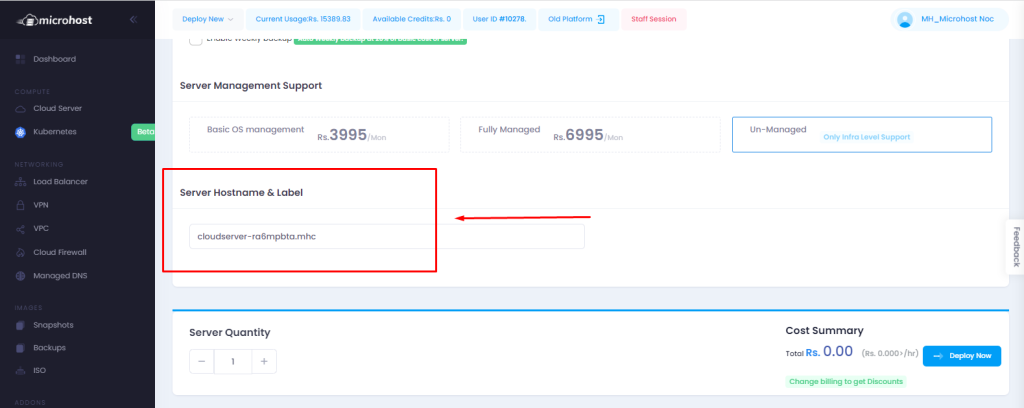 microhost
Deploy New
Current Usage:Rs. 15389.83
Available Credits:Rs. 0
User ID #10278.
Old Platform
Staff Session
MH_Microhost Noc
Dashboard
COMPUTE
Cloud Server
Kubernetes
Beta
NETWORKING
Load Balancer
VPN
VPC
Cloud Firewall
Managed DNS
IMAGES
Snapshots
Backups
ISO
ADDONS
Enable Weekly Backup
Server Management Support
Basic OS management Rs.3995/Mon
Fully Managed Rs.6995/Mon
Un-Managed Only Infra Level Support
Server Hostname & Label
cloudserver-ra6mpbta.mhc
Feedback
Server Quantity
− 1 +
Cost Summary
Total Rs. 0.00 (Rs. 0.000>/hr)
Deploy Now
Change billing to get Discounts